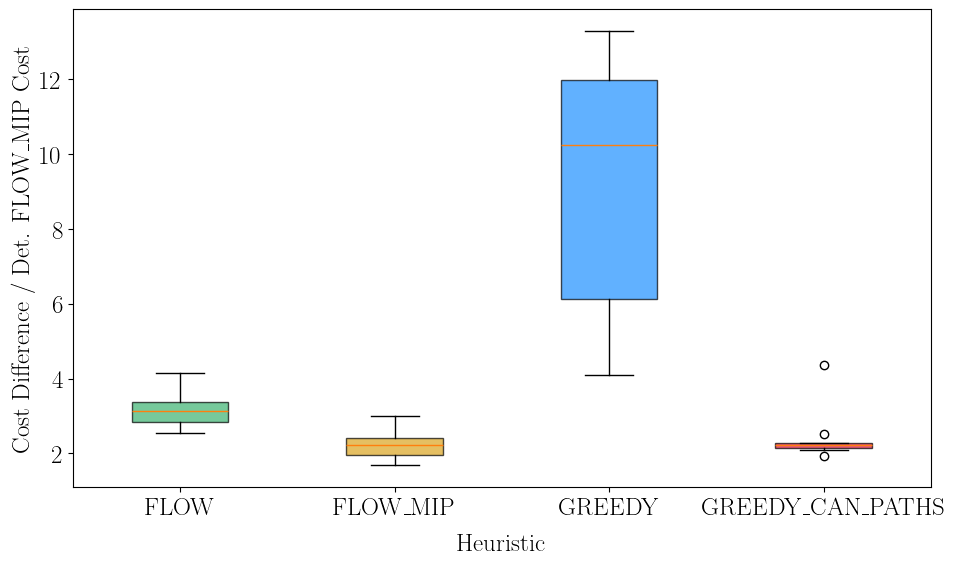 Cost Difference / Det. FLOW_MIP Cost
12
10
8
6
4
2
FLOW
FLOW_MIP
GREEDY
GREEDY_CAN_PATHS
Heuristic